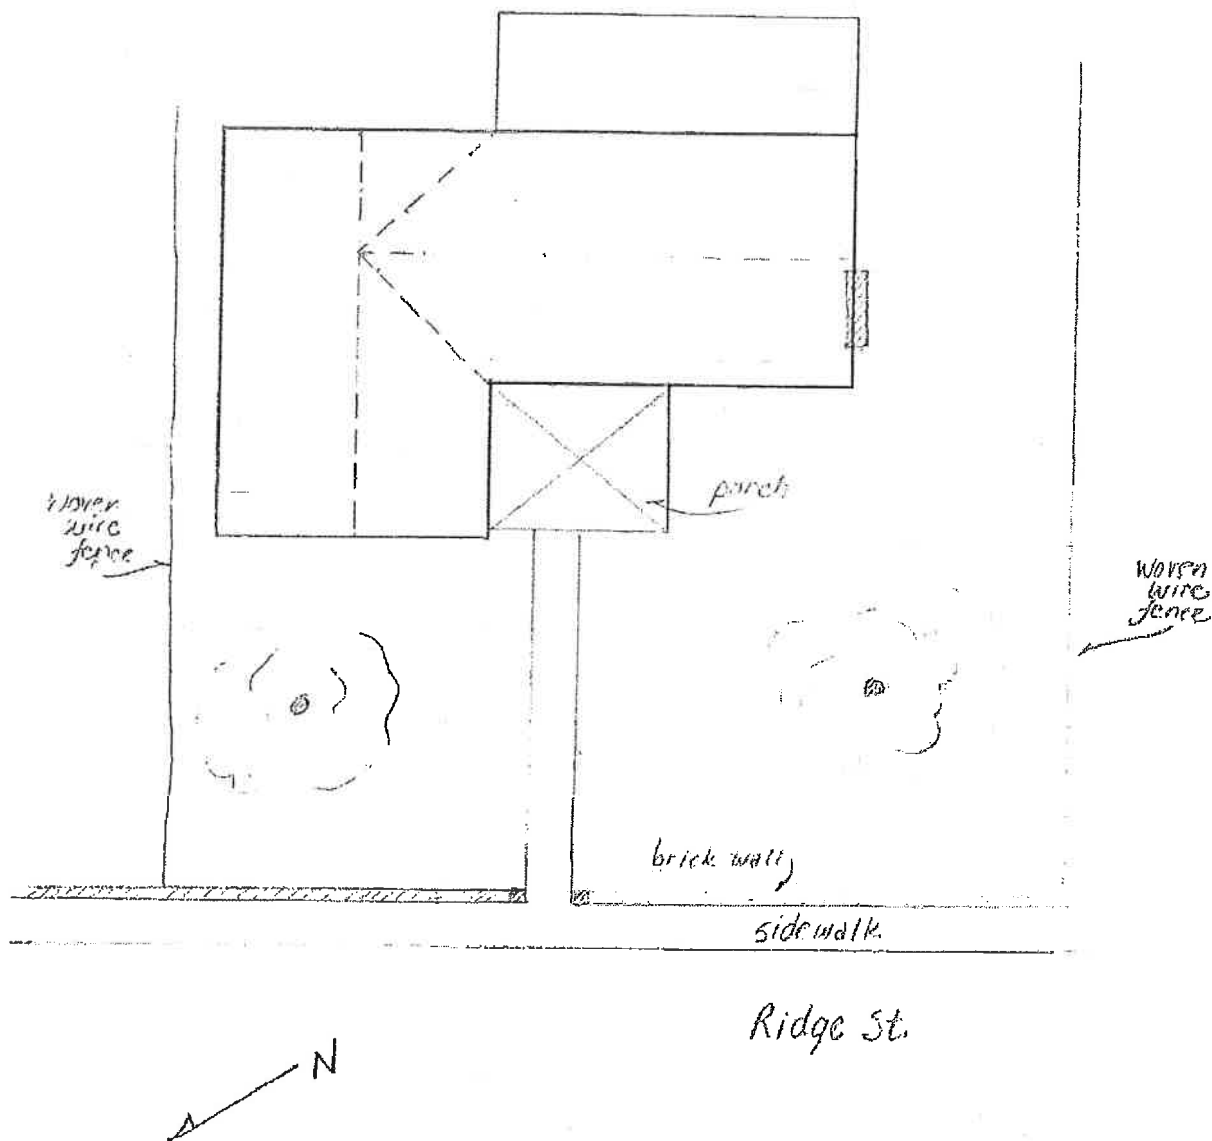 porch
Woven
wire
fence
Woven
wire
fence
brick wall
sidewalk
Ridge St.
N